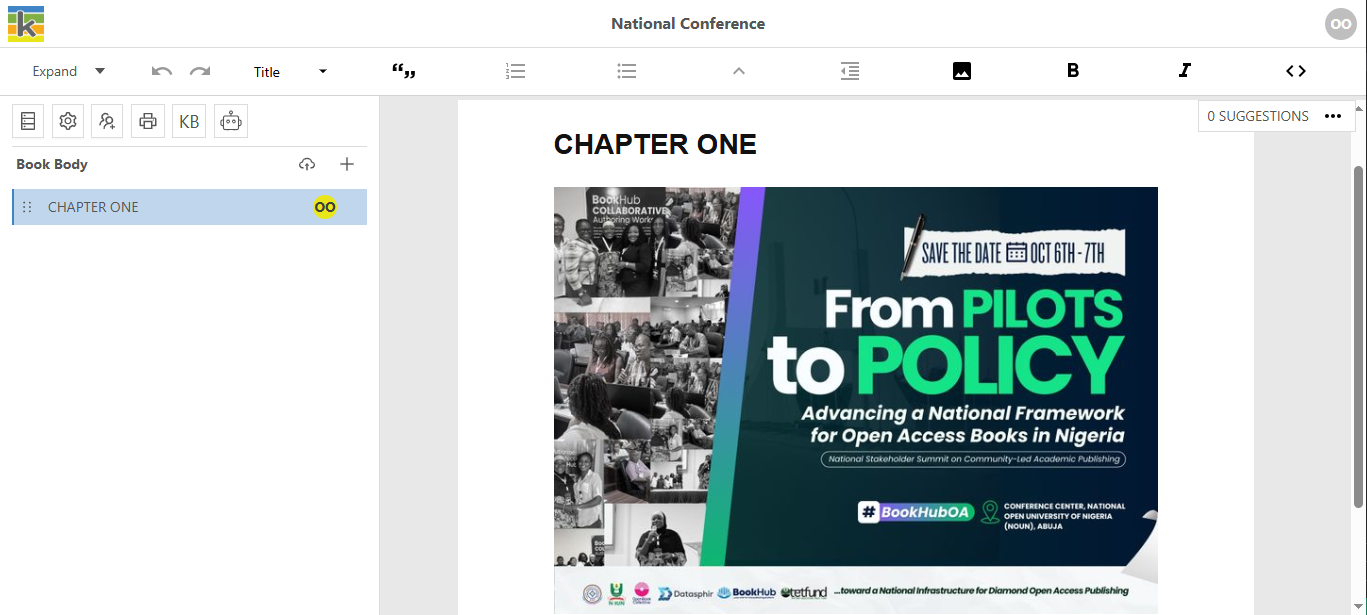 National Conference
OO
Expand
Title
0 SUGGESTIONS
KB
Book Body
CHAPTER ONE
OO
CHAPTER ONE
BookHub
COLLABORATIVE
Authoring Works
SAVE THE DATE OCT 6TH - 7TH
From PILOTS
to POLICY
Advancing a National Framework
for Open Access Books in Nigeria
National Stakeholder Summit on Community-Led Academic Publishing
# BookHubOA
CONFERENCE CENTER, NATIONAL
OPEN UNIVERSITY OF NIGERIA
(NOUN), ABUJA
Datasphir
BookHub
tetfund
...toward a National Infrastructure for Diamond Open Access Publishing